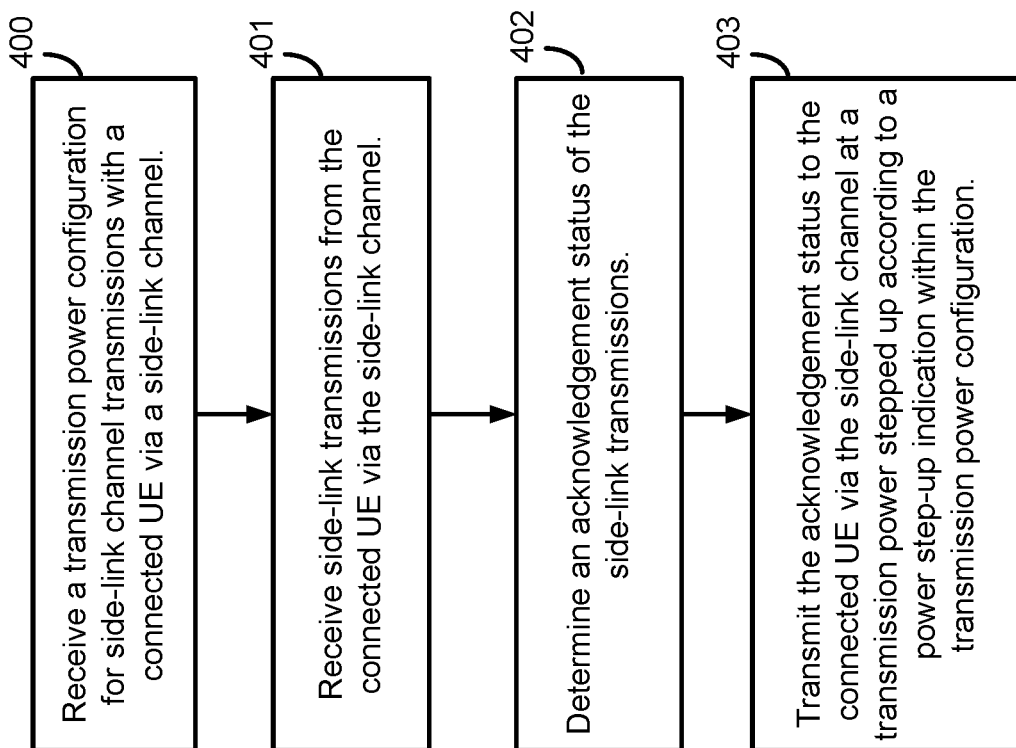 400
Receive a transmission power configuration
for side-link channel transmissions with a
connected UE via a side-link channel.
401
Receive side-link transmissions from the
connected UE via the side-link channel.
402
Determine an acknowledgement status of the
side-link transmissions.
403
Transmit the acknowledgement status to the
connected UE via the side-link channel at a
transmission power stepped up according to a
power step-up indication within the
transmission power configuration.